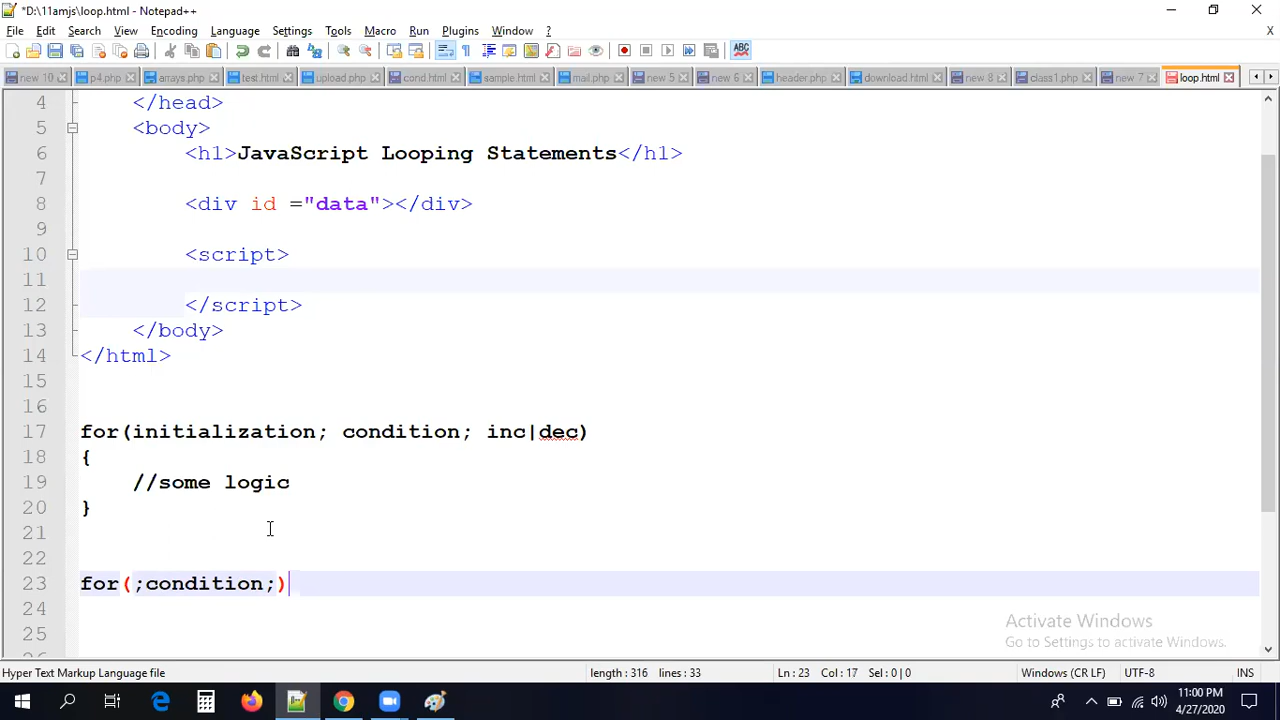 *D:\11amjs\loop.html - Notepad++
File Edit Search View Encoding Language Settings Tools Macro Run Plugins Window ?
X
ABC
new 10 p4.php arrays.php test.html upload.php cond.html sample.html mail.php new 5 new 6 header.php download.html new 8 class1.php new 7 loop.html
4 </head>
5 <body>
6 <h1>JavaScript Looping Statements</h1>
7
8 <div id ="data"></div>
9
10 <script>
11
12 </script>
13 </body>
14 </html>
15
16
17 for(initialization; condition; inc|dec)
18 {
19 //some logic
20 }
21
22
23 for(;condition;)
24
25
26
Activate Windows
Go to Settings to activate Windows.
Hyper Text Markup Language file length : 316 lines : 33 Ln : 23 Col : 17 Sel : 0 | 0 Windows (CR LF) UTF-8 INS
11:00 PM
4/27/2020